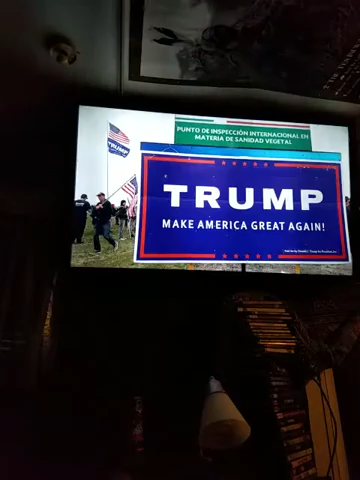 PUNTO DE INSPECCIÓN INTERNACIONAL EN
MATERIA DE SANIDAD VEGETAL
TRUMP
TRUMP
MAKE AMERICA GREAT AGAIN!